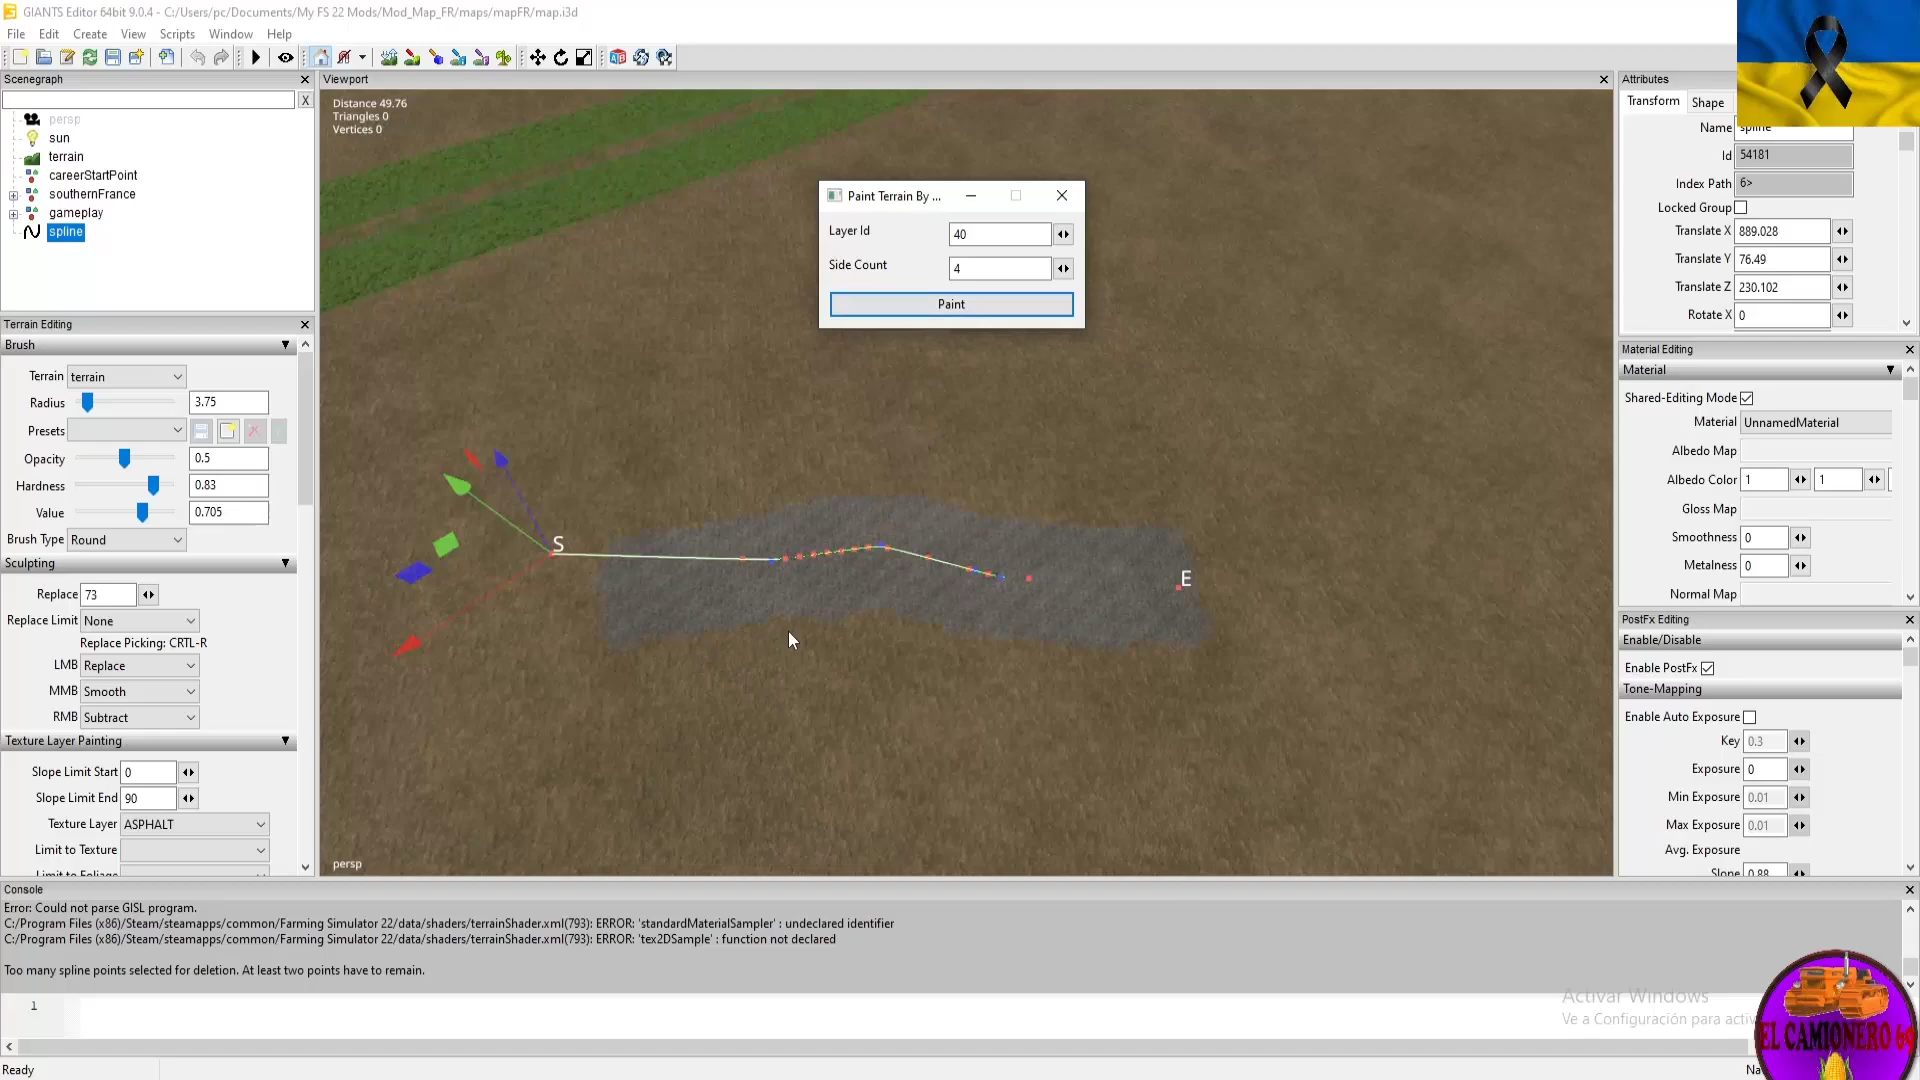 GIANTS Editor 64bit 9.0.4 - C:/Users/pc/Documents/My FS 22 Mods/Mod_Map_FR/maps/mapFR/map.i3d
File Edit Create View Scripts Window Help
Scenegraph
X
persp
sun
terrain
careerStartPoint
southernFrance
gameplay
spline
Terrain Editing
Brush
Terrain terrain
Radius 3.75
Presets
Opacity 0.5
Hardness 0.83
Value 0.705
Brush Type Round
Sculpting
Replace 73
Replace Limit None
Replace Picking: CRTL-R
LMB Replace
MMB Smooth
RMB Subtract
Texture Layer Painting
Slope Limit Start 0
Slope Limit End 90
Texture Layer ASPHALT
Limit to Texture
Limit to Foliage
Viewport
Distance 49.76
Triangles 0
Vertices 0
Paint Terrain By ...
Layer Id 40
Side Count 4
Paint
S
E
persp
Attributes
Transform Shape
Name spline
Id 54181
Index Path 6>
Locked Group
Translate X 889.028
Translate Y 76.49
Translate Z 230.102
Rotate X 0
Material Editing
Material
Shared-Editing Mode
Material UnnamedMaterial
Albedo Map
Albedo Color 1 1
Gloss Map
Smoothness 0
Metalness 0
Normal Map
PostFx Editing
Enable/Disable
Enable PostFx
Tone-Mapping
Enable Auto Exposure
Key 0.3
Exposure 0
Min Exposure 0.01
Max Exposure 0.01
Avg. Exposure
Slope 0.88
Console
Error: Could not parse GISL program.
C:/Program Files (x86)/Steam/steamapps/common/Farming Simulator 22/data/shaders/terrainShader.xml(793): ERROR: 'standardMaterialSampler' : undeclared identifier
C:/Program Files (x86)/Steam/steamapps/common/Farming Simulator 22/data/shaders/terrainShader.xml(793): ERROR: 'tex2DSample' : function not declared
Too many spline points selected for deletion. At least two points have to remain.
1
Activar Windows
Ve a Configuración para activ
EL CAMIONERO
Ready
Na